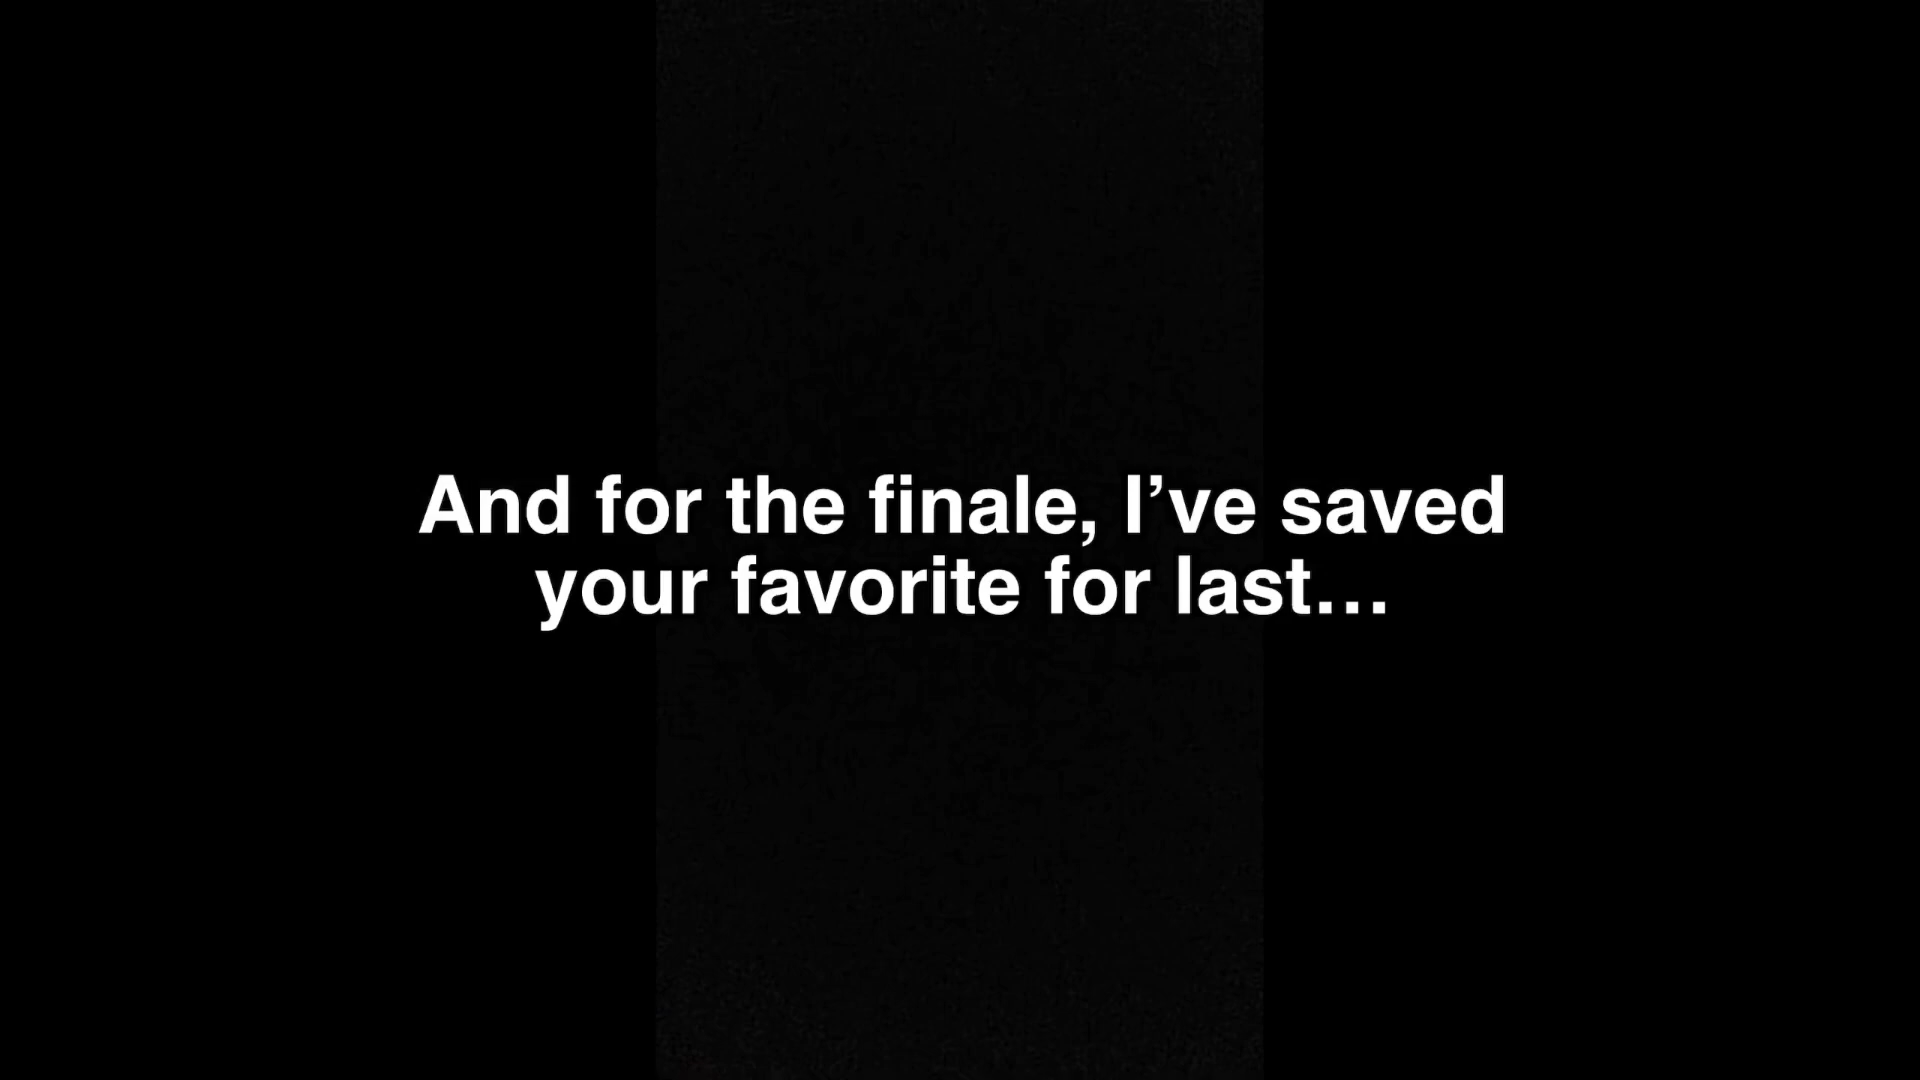 And for the finale, I’ve saved
your favorite for last…